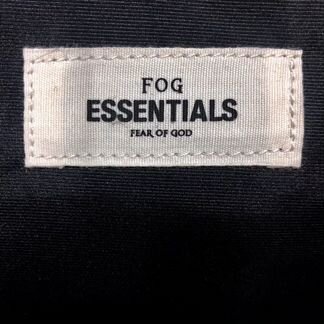 FOG
ESSENTIALS
FEAR OF GOD